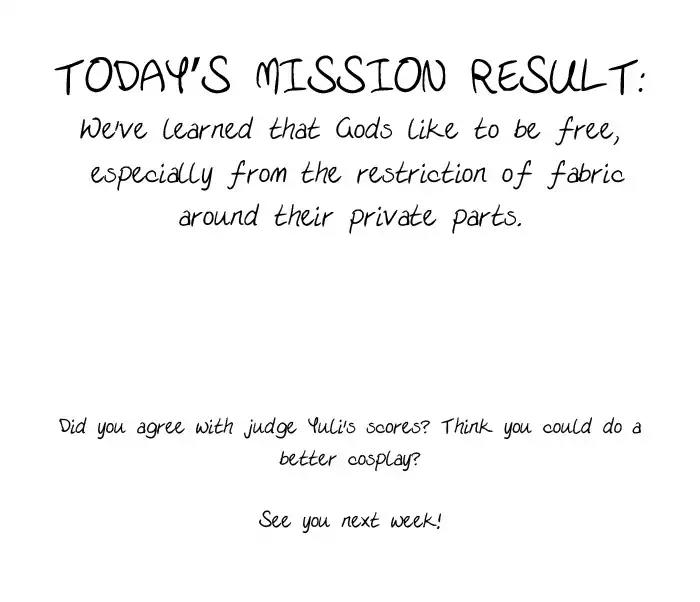 TODAY'S MISSION RESULT:
We've learned that Gods like to be free,
especially from the restriction of fabric
around their private parts.
Did you agree with judge Yuli's scores? Think you could do a
better cosplay?
See you next week!